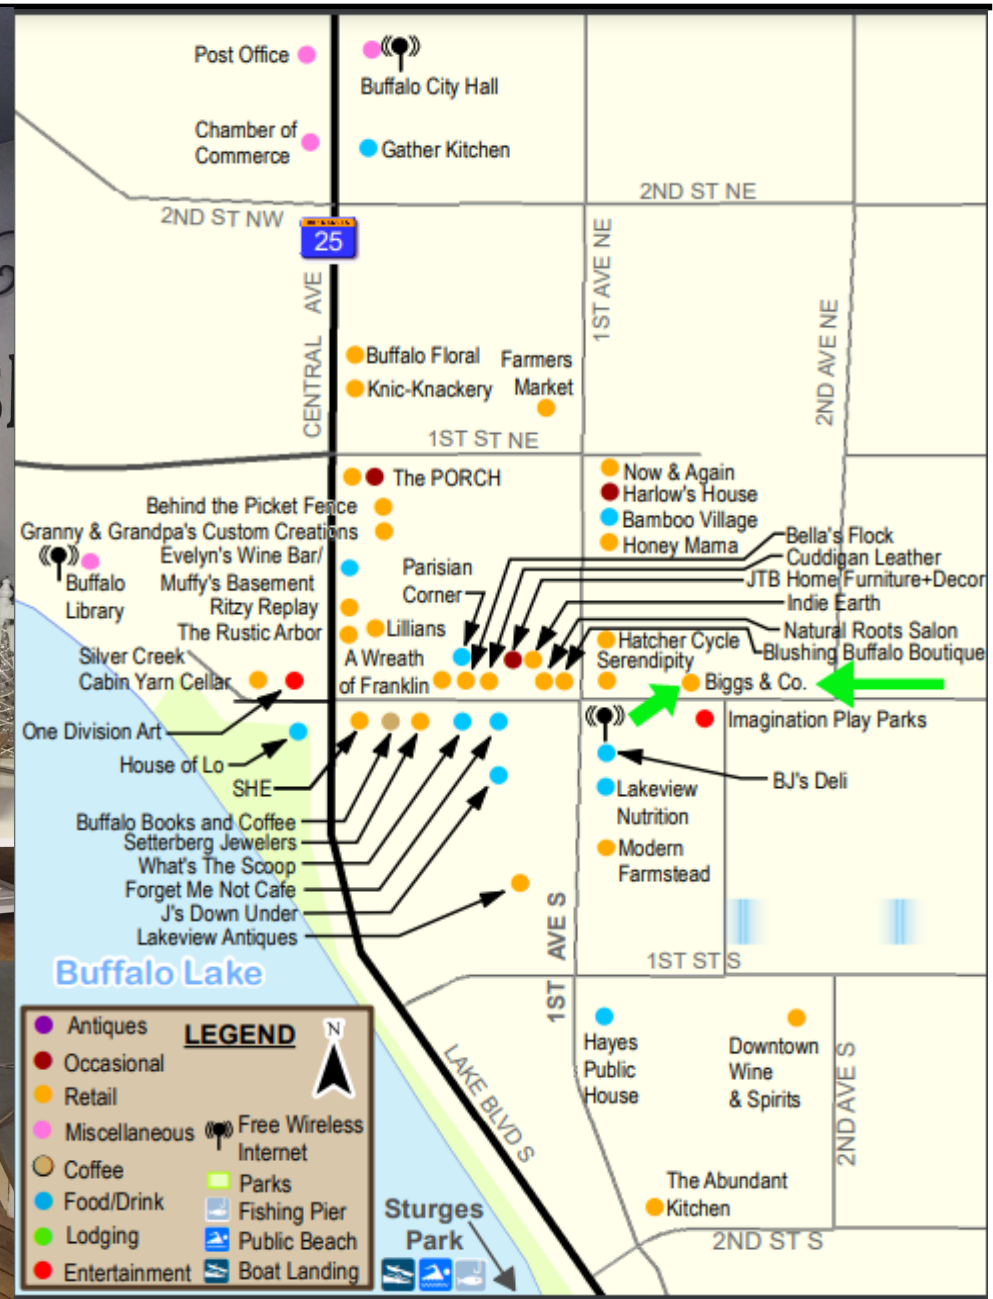 Post Office
Buffalo City Hall
Chamber of
Commerce
Gather Kitchen
2ND ST NE
2ND ST NW
25
CENTRAL AVE
1ST AVE NE
2ND AVE NE
Buffalo Floral
Knic-Knackery
Farmers
Market
1ST ST NE
The PORCH
Now & Again
Harlow's House
Behind the Picket Fence
Bamboo Village
Granny & Grandpa's Custom Creations
Honey Mama
Bella's Flock
Evelyn's Wine Bar/
Muffy's Basement
Cuddigan Leather
Parisian
Corner
JTB Home Furniture+Decor
Buffalo
Library
Ritzy Replay
Indie Earth
The Rustic Arbor
Lillians
Natural Roots Salon
Hatcher Cycle
Serendipity
Blushing Buffalo Boutique
Silver Creek
Cabin Yarn Cellar
A Wreath
of Franklin
Biggs & Co.
One Division Art
Imagination Play Parks
House of Lo
SHE
BJ's Deli
Lakeview
Nutrition
Buffalo Books and Coffee
Setterberg Jewelers
What's The Scoop
Modern
Farmstead
Forget Me Not Cafe
J's Down Under
Lakeview Antiques
1ST AVE S
Buffalo Lake
1ST ST S
LAKE BLVD S
Hayes
Public
House
Downtown
Wine
& Spirits
2ND AVE S
The Abundant
Kitchen
2ND ST S
Sturges
Park
LEGEND
N
Antiques
Occasional
Retail
Miscellaneous
Coffee
Food/Drink
Lodging
Entertainment
Free Wireless
Internet
Parks
Fishing Pier
Public Beach
Boat Landing